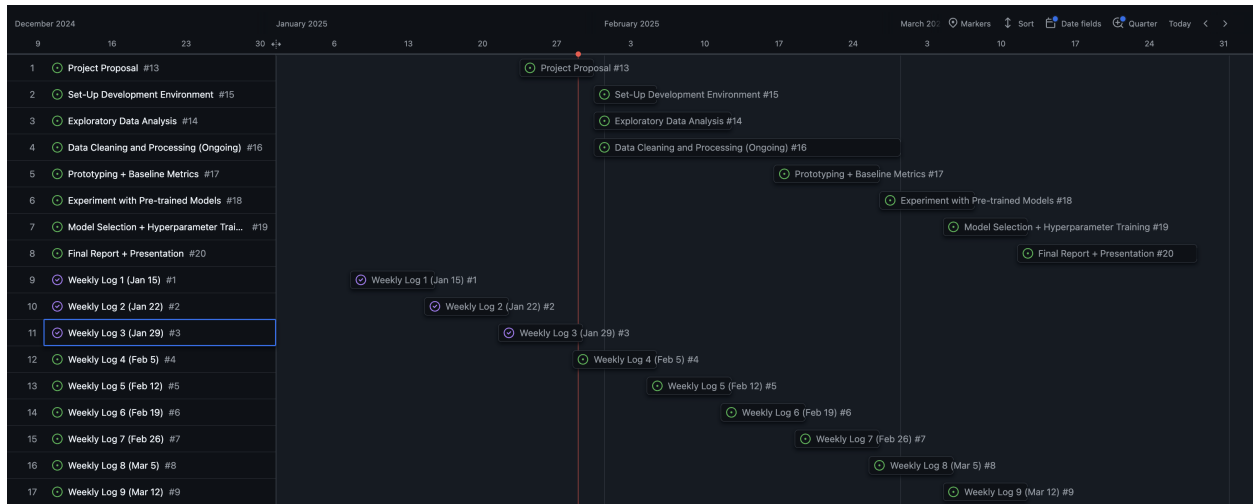 December 2024 January 2025 February 2025 March 202 Markers Sort Date fields Quarter Today
9 16 23 30 6 13 20 27 3 10 17 24 3 10 17 24 31
1 Project Proposal #13 Project Proposal #13
2 Set-Up Development Environment #15 Set-Up Development Environment #15
3 Exploratory Data Analysis #14 Exploratory Data Analysis #14
4 Data Cleaning and Processing (Ongoing) #16 Data Cleaning and Processing (Ongoing) #16
5 Prototyping + Baseline Metrics #17 Prototyping + Baseline Metrics #17
6 Experiment with Pre-trained Models #18 Experiment with Pre-trained Models #18
7 Model Selection + Hyperparameter Trai... #19 Model Selection + Hyperparameter Training #19
8 Final Report + Presentation #20 Final Report + Presentation #20
9 Weekly Log 1 (Jan 15) #1 Weekly Log 1 (Jan 15) #1
10 Weekly Log 2 (Jan 22) #2 Weekly Log 2 (Jan 22) #2
11 Weekly Log 3 (Jan 29) #3 Weekly Log 3 (Jan 29) #3
12 Weekly Log 4 (Feb 5) #4 Weekly Log 4 (Feb 5) #4
13 Weekly Log 5 (Feb 12) #5 Weekly Log 5 (Feb 12) #5
14 Weekly Log 6 (Feb 19) #6 Weekly Log 6 (Feb 19) #6
15 Weekly Log 7 (Feb 26) #7 Weekly Log 7 (Feb 26) #7
16 Weekly Log 8 (Mar 5) #8 Weekly Log 8 (Mar 5) #8
17 Weekly Log 9 (Mar 12) #9 Weekly Log 9 (Mar 12) #9